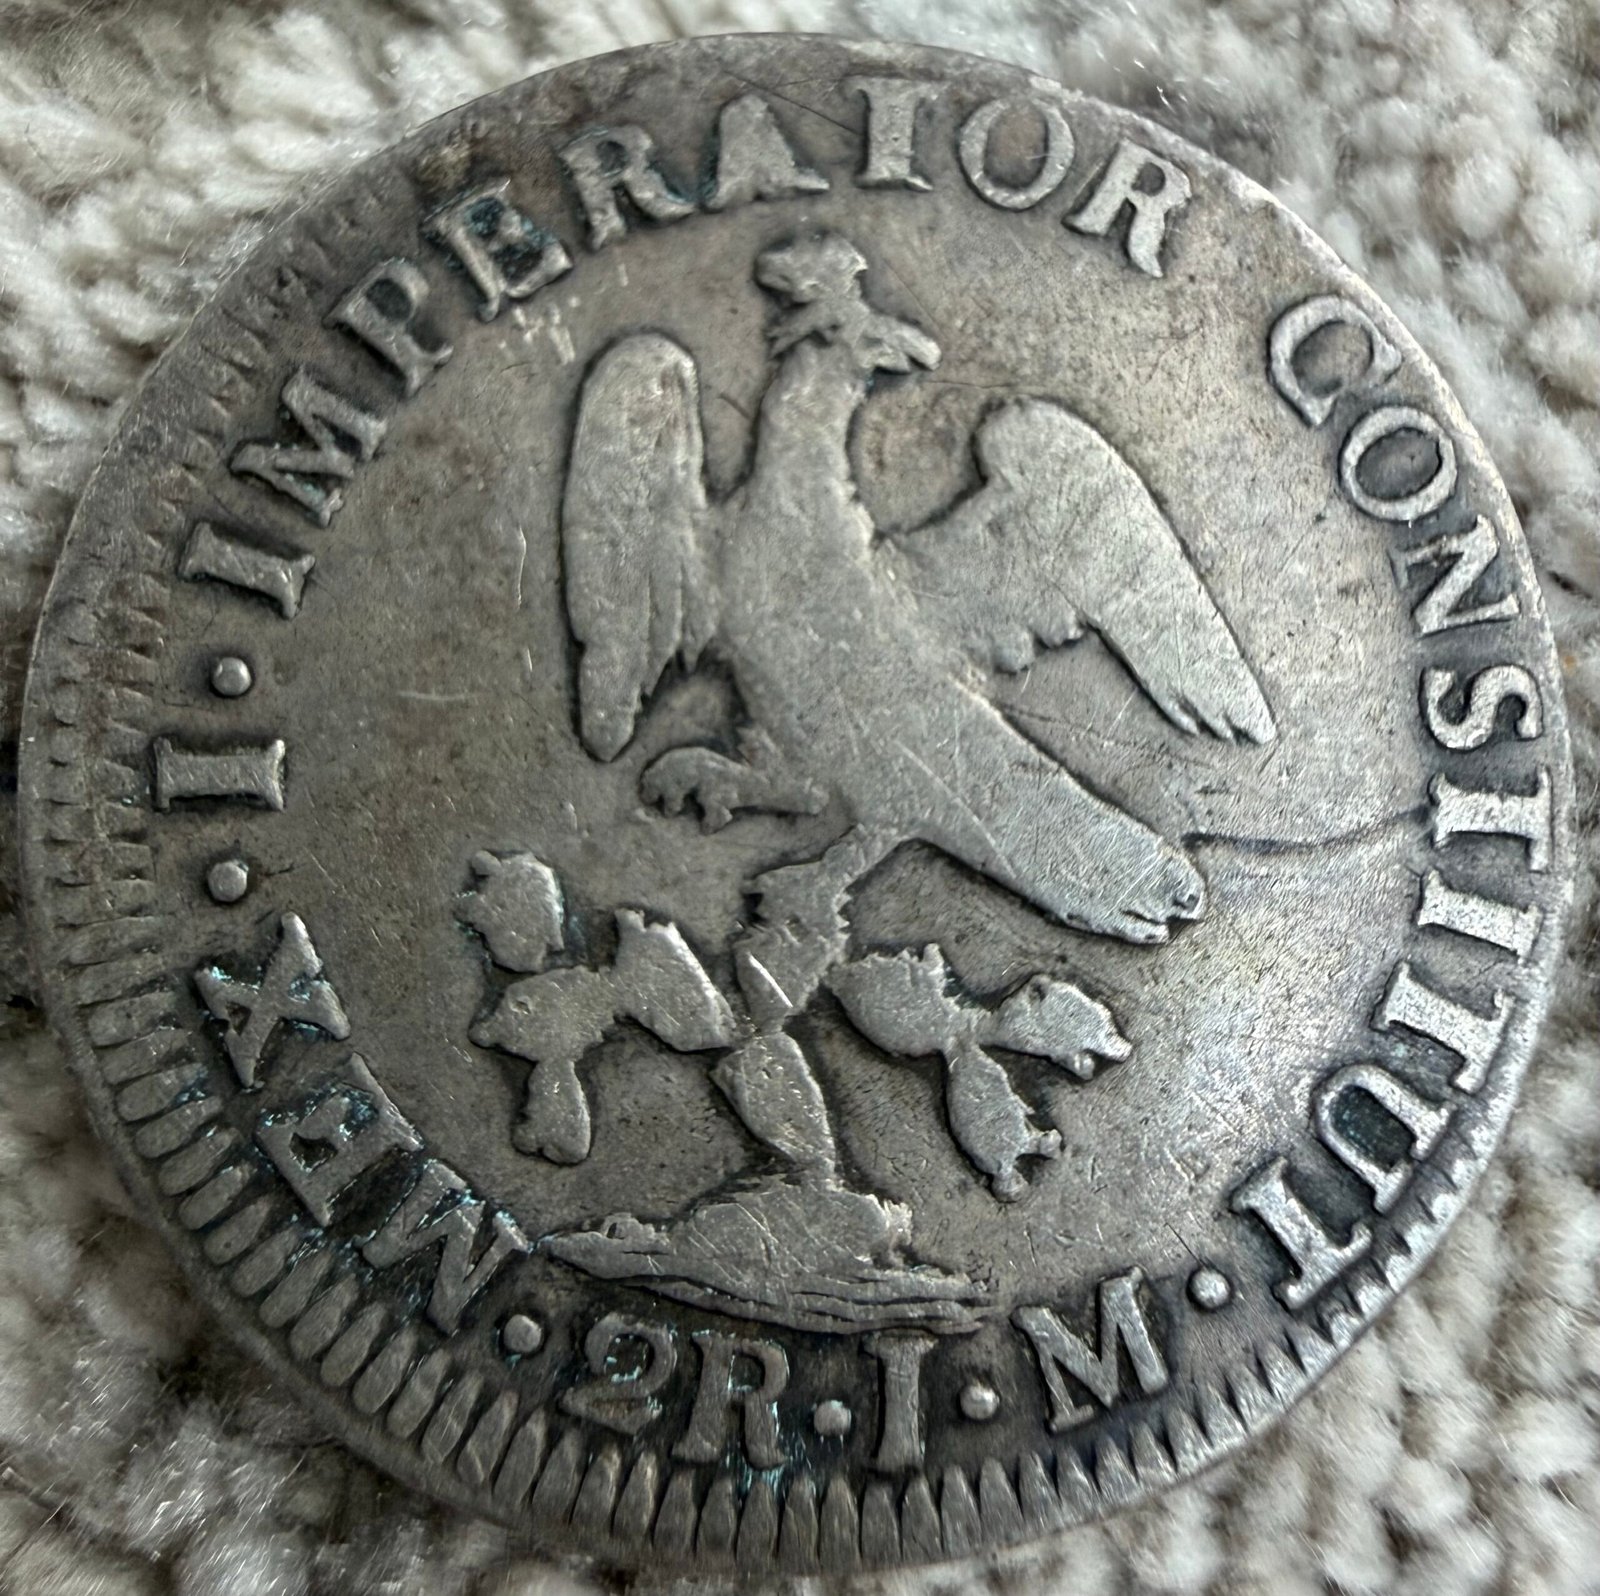 MEX · I · IMPERATOR CONSTITUT ·
2R · I · M